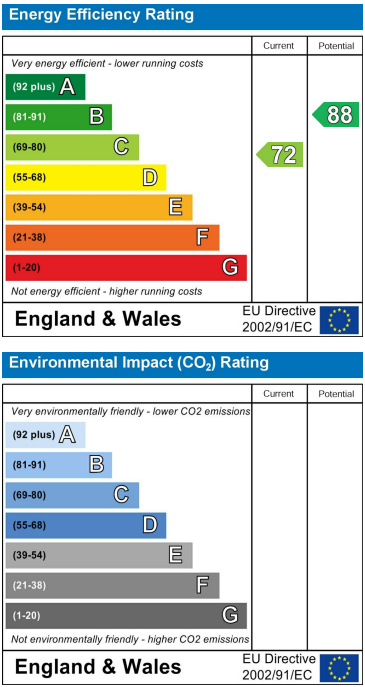 Energy Efficiency Rating
Current Potential
Very energy efficient - lower running costs
(92 plus) A
(81-91) B
88
(69-80) C
72
(55-68) D
(39-54) E
(21-38) F
(1-20) G
Not energy efficient - higher running costs
England & Wales
EU Directive
2002/91/EC
Environmental Impact (CO₂) Rating
Current Potential
Very environmentally friendly - lower CO2 emissions
(92 plus) A
(81-91) B
(69-80) C
(55-68) D
(39-54) E
(21-38) F
(1-20) G
Not environmentally friendly - higher CO2 emissions
England & Wales
EU Directive
2002/91/EC